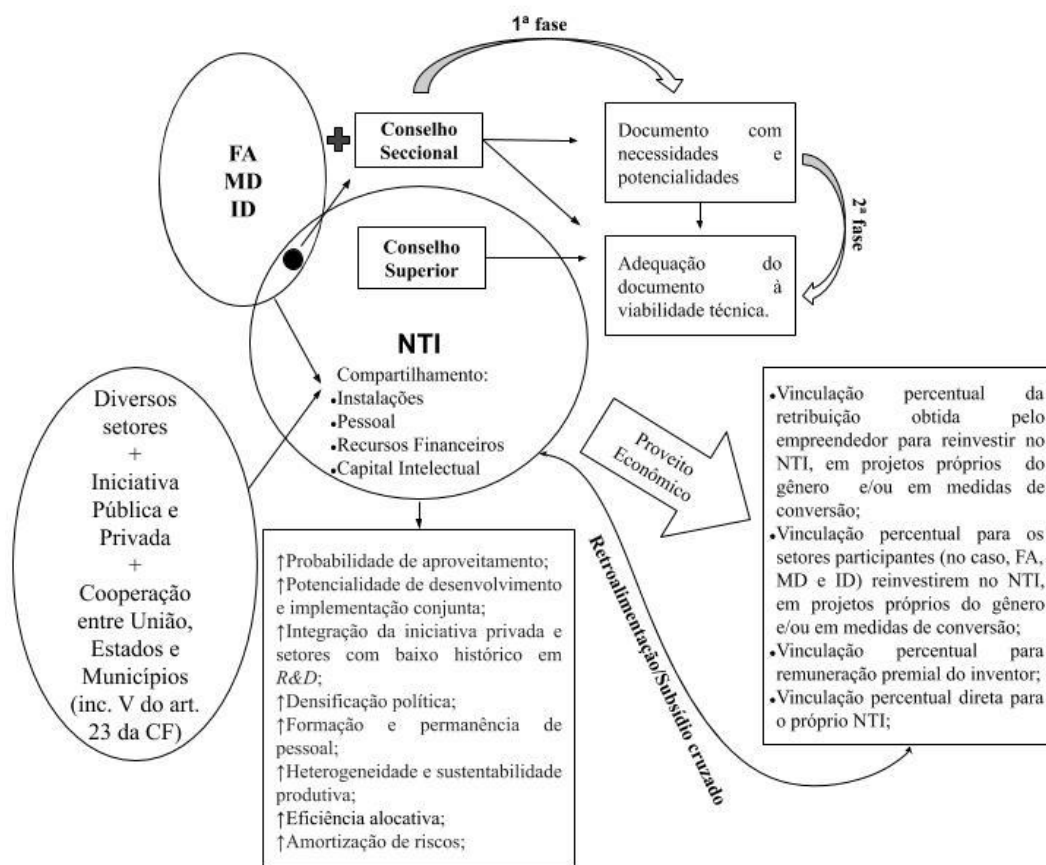 1ª fase
FA
MD
ID
Conselho
Seccional
Documento com
necessidades e
potencialidades
2ª fase
Conselho
Superior
Adequação do
documento à
viabilidade técnica.
NTI
Compartilhamento:
•Instalações
•Pessoal
•Recursos Financeiros
•Capital Intelectual
Diversos
setores
+
Iniciativa
Pública e
Privada
+
Cooperação
entre União,
Estados e
Municípios
(inc. V do art.
23 da CF)
Proveito
Econômico
•Vinculação percentual da
retribuição obtida pelo
empreendedor para reinvestir no
NTI, em projetos próprios do
gênero e/ou em medidas de
conversão;
•Vinculação percentual para os
setores participantes (no caso, FA,
MD e ID) reinvestirem no NTI,
em projetos próprios do gênero
e/ou em medidas de conversão;
•Vinculação percentual para
remuneração premial do inventor;
•Vinculação percentual direta para
o próprio NTI;
Retroalimentação/Subsídio cruzado
↑Probabilidade de aproveitamento;
↑Potencialidade de desenvolvimento
e implementação conjunta;
↑Integração da iniciativa privada e
setores com baixo histórico em
R&D;
↑Densificação política;
↑Formação e permanência de
pessoal;
↑Heterogeneidade e sustentabilidade
produtiva;
↑Eficiência alocativa;
↑Amortização de riscos;